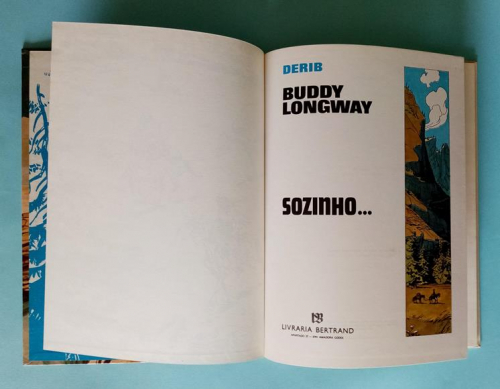 DERIB
BUDDY
LONGWAY
SOZINHO...
LIVRARIA BERTRAND